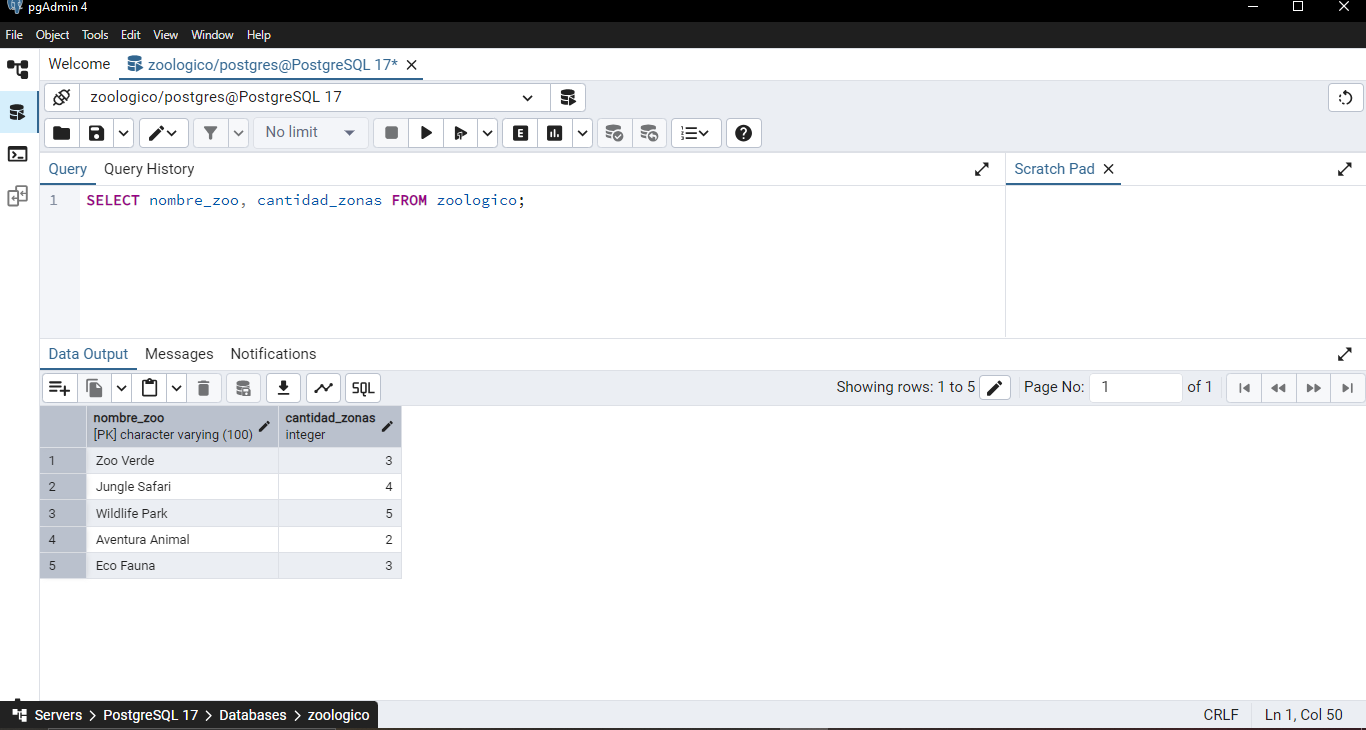 pgAdmin 4
File Object Tools Edit View Window Help
Welcome zoologico/postgres@PostgreSQL 17*
zoologico/postgres@PostgreSQL 17
No limit E
Query Query History Scratch Pad
1 SELECT nombre_zoo, cantidad_zonas FROM zoologico;
Data Output Messages Notifications
SQL Showing rows: 1 to 5 Page No: 1 of 1
nombre_zoo cantidad_zonas
[PK] character varying (100) integer
1 Zoo Verde 3
2 Jungle Safari 4
3 Wildlife Park 5
4 Aventura Animal 2
5 Eco Fauna 3
Servers > PostgreSQL 17 > Databases > zoologico CRLF Ln 1, Col 50